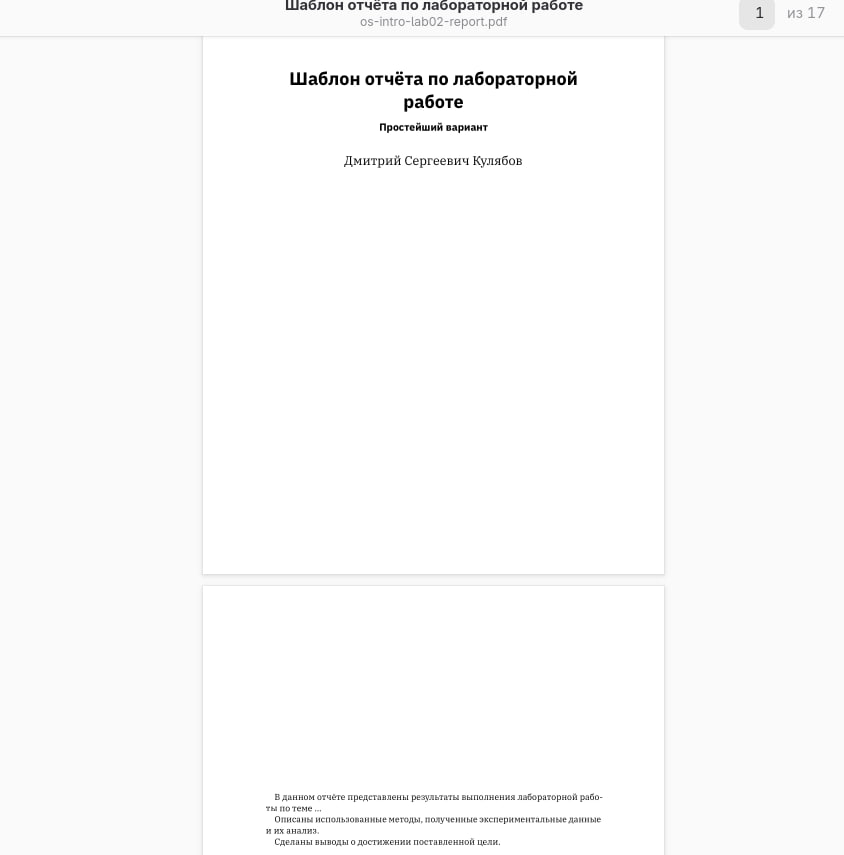 Шаблон отчёта по лабораторной работе
os-intro-lab02-report.pdf
1 из 17
Шаблон отчёта по лабораторной
работе
Простейший вариант
Дмитрий Сергеевич Кулябов
В данном отчёте представлены результаты выполнения лабораторной рабо-
ты по теме ...
Описаны использованные методы, полученные экспериментальные данные
и их анализ.
Сделаны выводы о достижении поставленной цели.